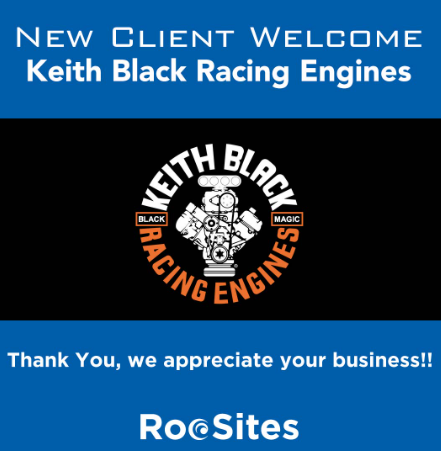 New Client Welcome
Keith Black Racing Engines
KEITH BLACK
BLACK
MAGIC
RACING ENGINES
Thank You, we appreciate your business!!
RooSites